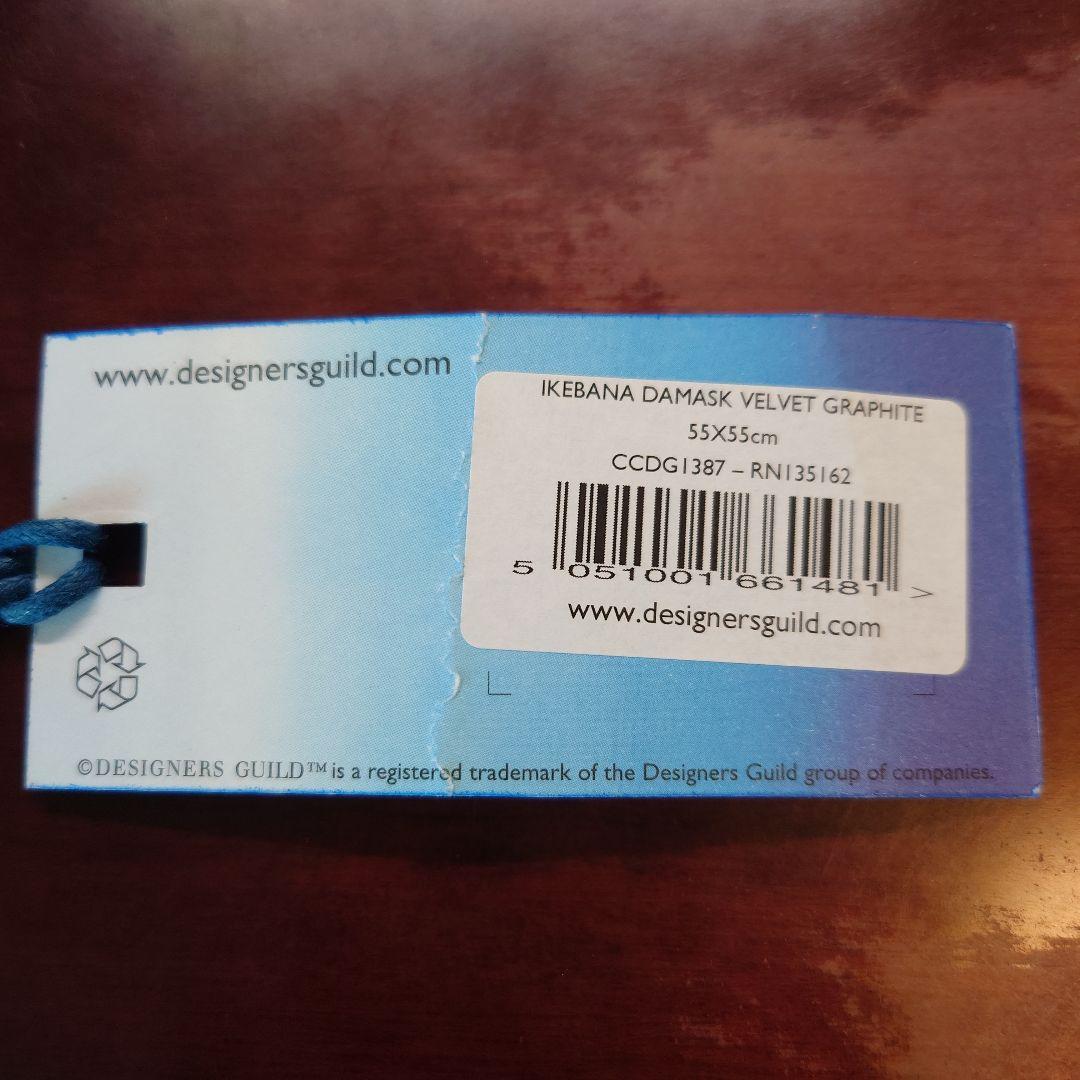 www.designersguild.com
IKEBANA DAMASK VELVET GRAPHITE
55X55cm
CCDG1387 – RN135162
5 051001 661481 >
www.designersguild.com
©DESIGNERS GUILD™ is a registered trademark of the Designers Guild group of companies.